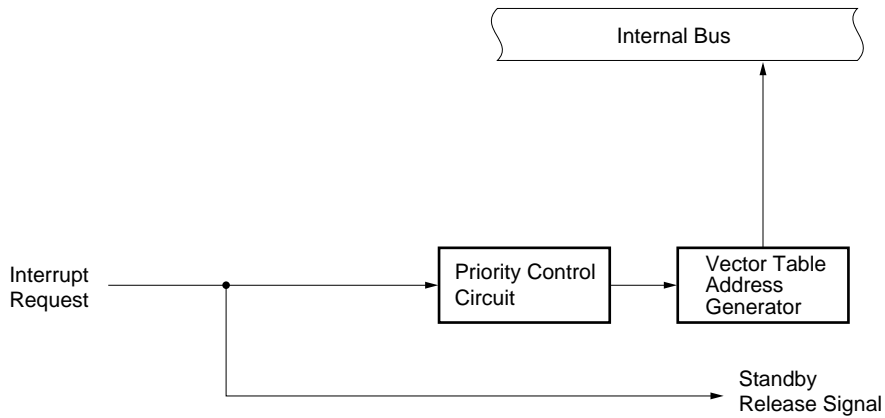 Internal Bus
Interrupt
Request
Priority Control
Circuit
Vector Table
Address
Generator
Standby
Release Signal